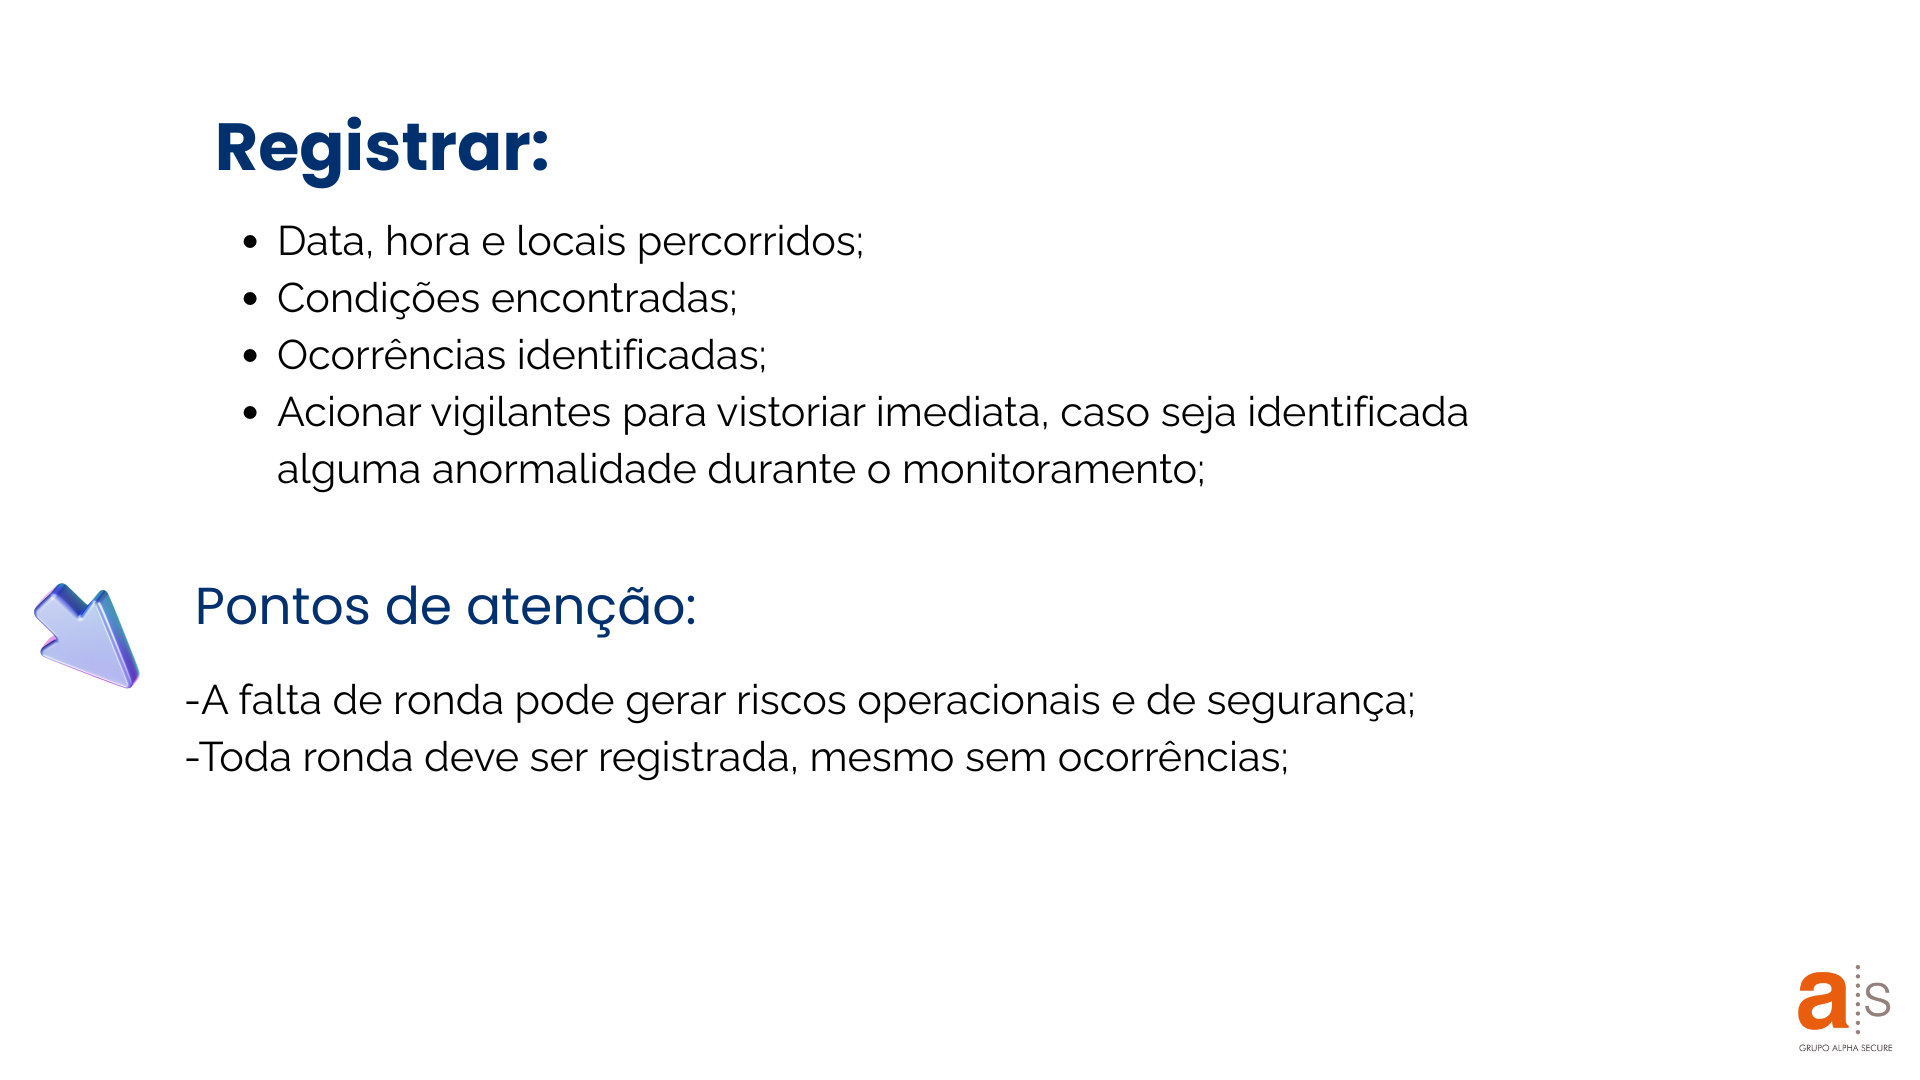 Registrar:
• Data, hora e locais percorridos;
• Condições encontradas;
• Ocorrências identificadas;
• Acionar vigilantes para vistoriar imediata, caso seja identificada
alguma anormalidade durante o monitoramento;
Pontos de atenção:
-A falta de ronda pode gerar riscos operacionais e de segurança;
-Toda ronda deve ser registrada, mesmo sem ocorrências;
a s
GRUPO ALPHA SECURE